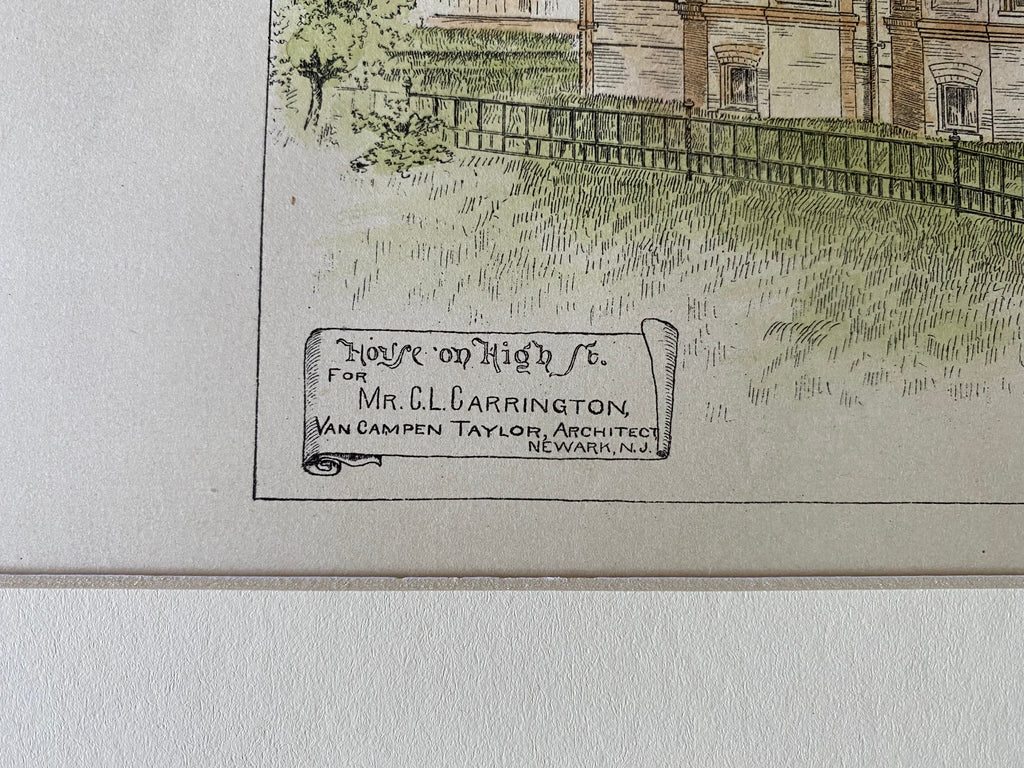 House on High St.
FOR
MR. C. L. CARRINGTON,
VAN CAMPEN TAYLOR, ARCHITECT
NEWARK, N.J.